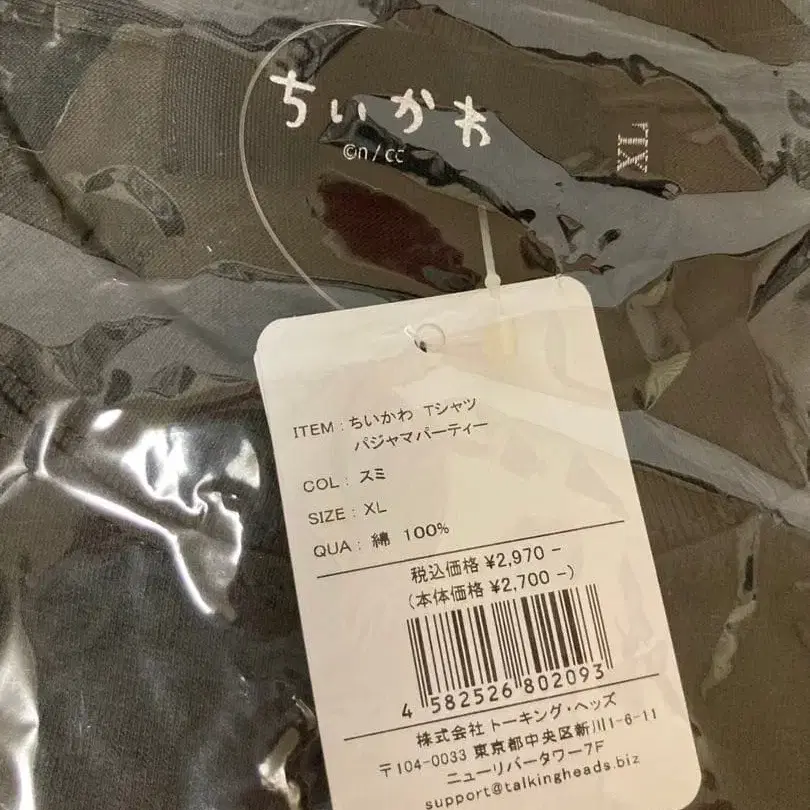 ちいかわ
©n/cc
XL
ITEM : ちいかわ Tシャツ
パジャマパーティー
COL : スミ
SIZE : XL
QUA : 綿 100%
税込価格 ¥2,970 -
(本体価格 ¥2,700 -)
4 582526 802093
株式会社 トーキング・ヘッズ
〒104-0033 東京都中央区新川1-6-11
ニューリバータワー7F
support@talkingheads.biz